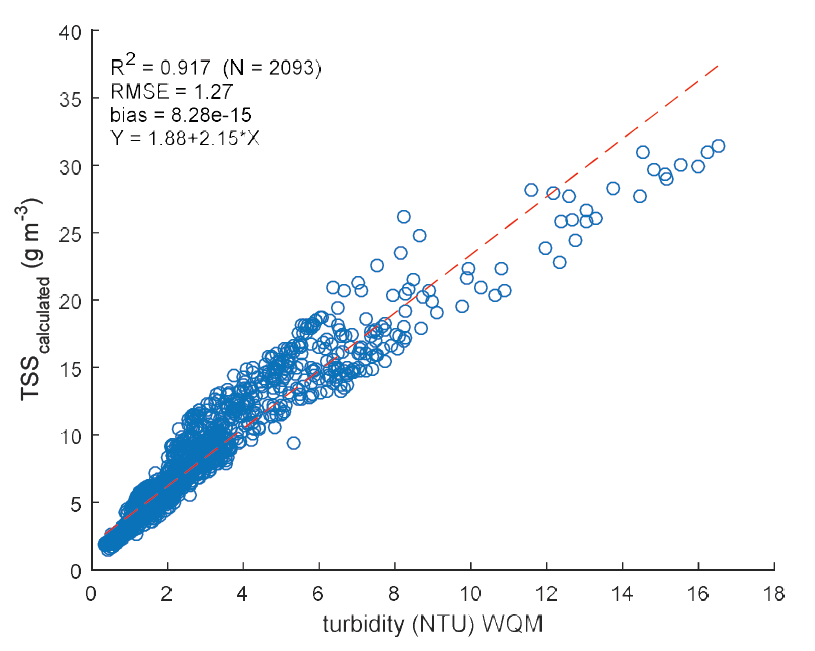 R² = 0.917 (N = 2093)
RMSE = 1.27
bias = 8.28e-15
Y = 1.88+2.15*X
40
35
30
25
20
15
10
5
0
TSS_calculated (g m⁻³)
0 2 4 6 8 10 12 14 16 18
turbidity (NTU) WQM